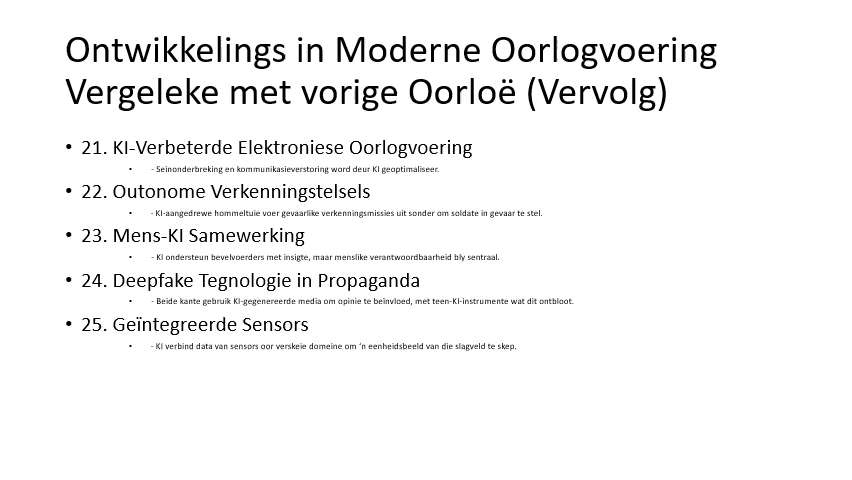 Ontwikkelings in Moderne Oorlogvoering
Vergeleke met vorige Oorloë (Vervolg)
• 21. KI-Verbeterde Elektroniese Oorlogvoering
• - Seinonderbreking en kommunikasieverstoring word deur KI geoptimaliseer.
• 22. Outonome Verkenningstelsels
• - KI-aangedrewe hommeltuie voer gevaarlike verkenningsmissies uit sonder om soldate in gevaar te stel.
• 23. Mens-KI Samewerking
• - KI ondersteun bevelvoerders met insigte, maar menslike verantwoordbaarheid bly sentraal.
• 24. Deepfake Tegnologie in Propaganda
• - Beide kante gebruik KI-gegenereerde media om opinie te beïnvloed, met teen-KI-instrumente wat dit ontbloot.
• 25. Geïntegreerde Sensors
• - KI verbind data van sensors oor verskeie domeine om ’n eenheidsbeeld van die slagveld te skep.